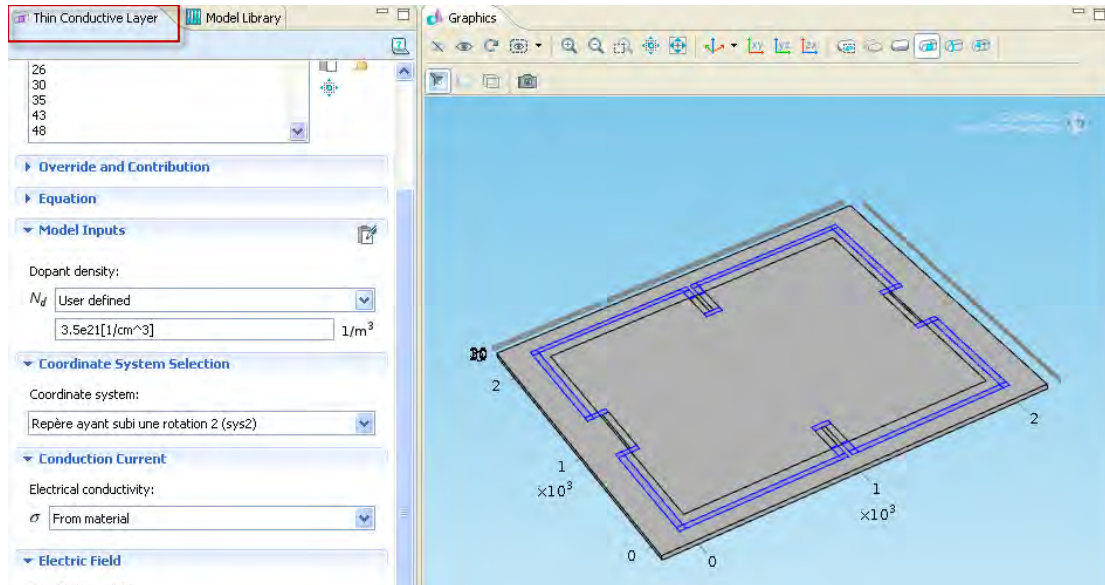 Thin Conductive Layer
Model Library
26
30
35
43
48
Override and Contribution
Equation
Model Inputs
Dopant density:
Nd User defined
3.5e21[1/cm^3] 1/m³
Coordinate System Selection
Coordinate system:
Repère ayant subi une rotation 2 (sys2)
Conduction Current
Electrical conductivity:
σ From material
Electric Field
Graphics
xy yz zx
2
1
×10³
0
0
1
×10³
2